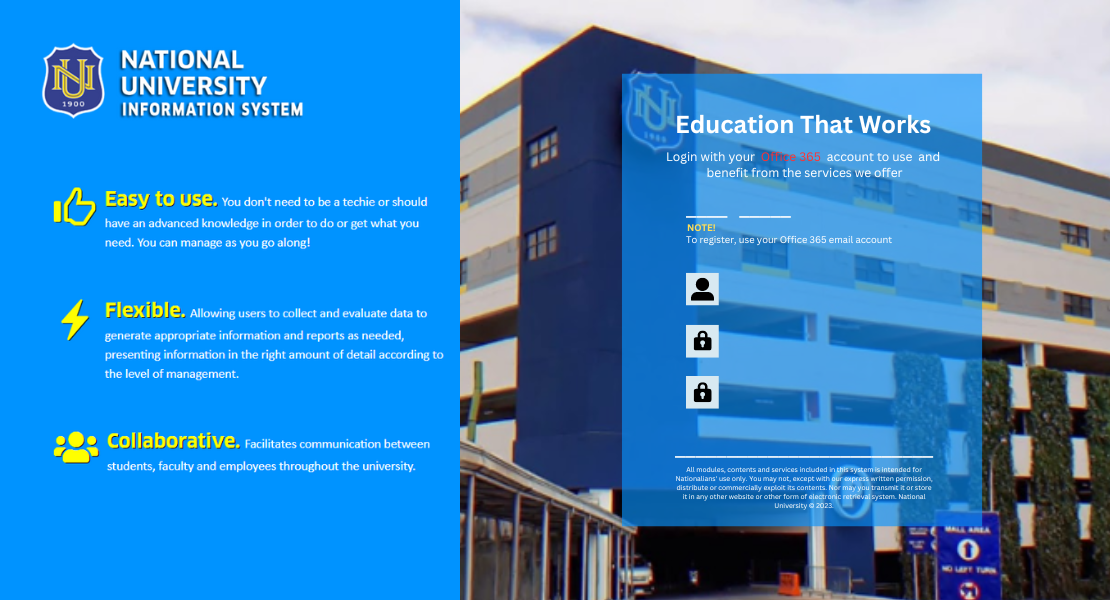 NATIONAL
UNIVERSITY
INFORMATION SYSTEM
1900
Easy to use. You don't need to be a techie or should
have an advanced knowledge in order to do or get what you
need. You can manage as you go along!
Flexible. Allowing users to collect and evaluate data to
generate appropriate information and reports as needed,
presenting information in the right amount of detail according to
the level of management.
Collaborative. Facilitates communication between
students, faculty and employees throughout the university.
1900
Education That Works
Login with your Office 365 account to use and
benefit from the services we offer
NOTE!
To register, use your Office 365 email account
All modules, contents and services included in this system is intended for
Nationalians' use only. You may not, except with our express written permission,
distribute or commercially exploit its contents. Nor may you transmit it or store
it in any other website or other form of electronic retrieval system. National
University © 2023.
MALL AREA
NO LEFT TURN